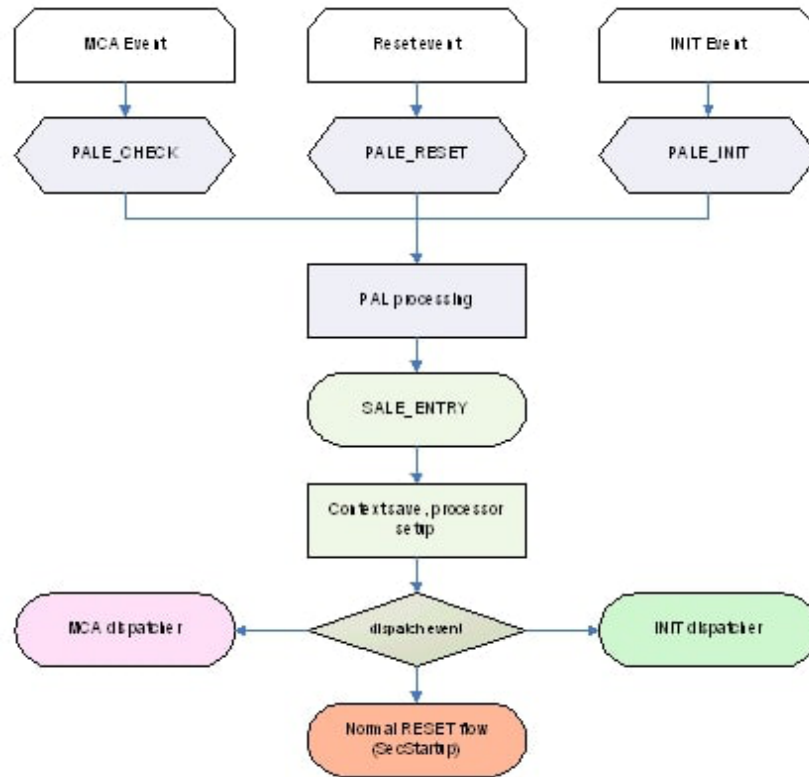 MCA Event
Reset event
INIT Event
PALE_CHECK
PALE_RESET
PALE_INIT
PAL processing
SALE_ENTRY
Context save, processor
setup
MCA dispatcher
dispatch event
INIT dispatcher
Normal RESET flow
(SecStartup)